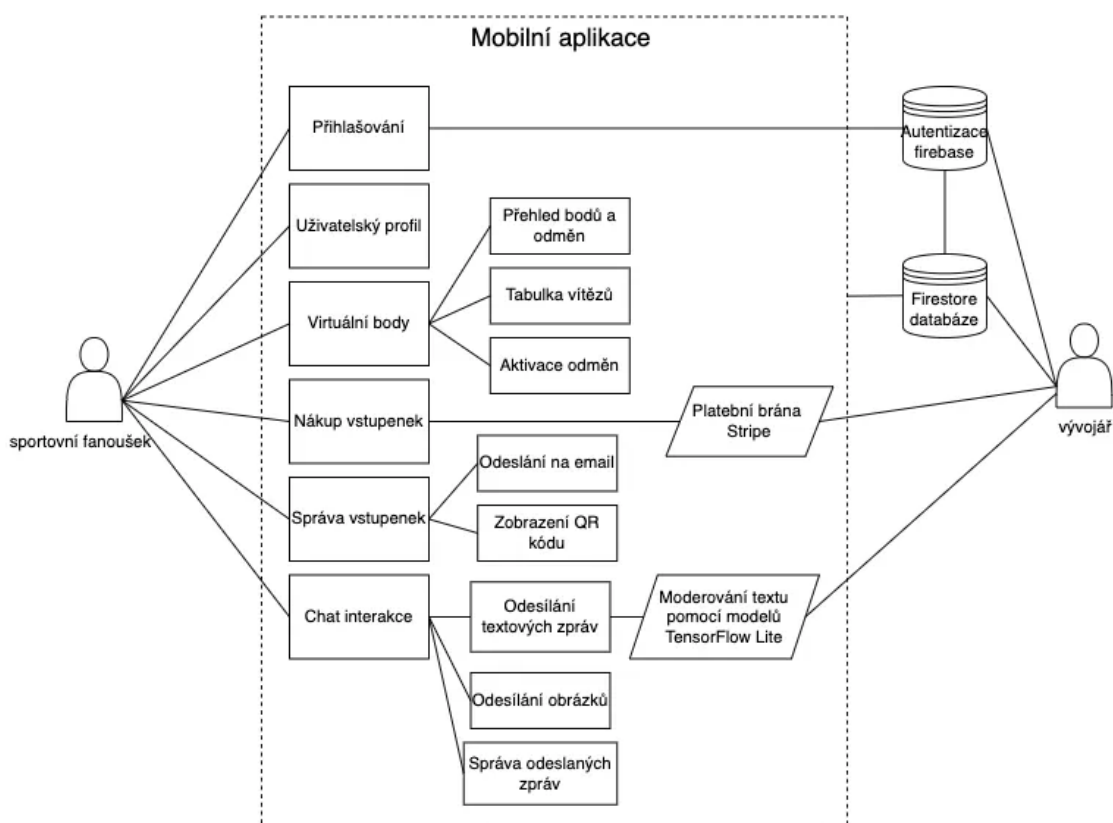 Mobilní aplikace
Přihlašování
Autentizace
firebase
Uživatelský profil
Přehled bodů a
odměn
Virtuální body
Tabulka vítězů
Firestore
databáze
Aktivace odměn
sportovní fanoušek
Nákup vstupenek
Platební brána
Stripe
vývojář
Odeslání na email
Správa vstupenek
Zobrazení QR
kódu
Chat interakce
Odesílání
textových zpráv
Moderování textu
pomocí modelů
TensorFlow Lite
Odesílání obrázků
Správa odeslaných
zpráv